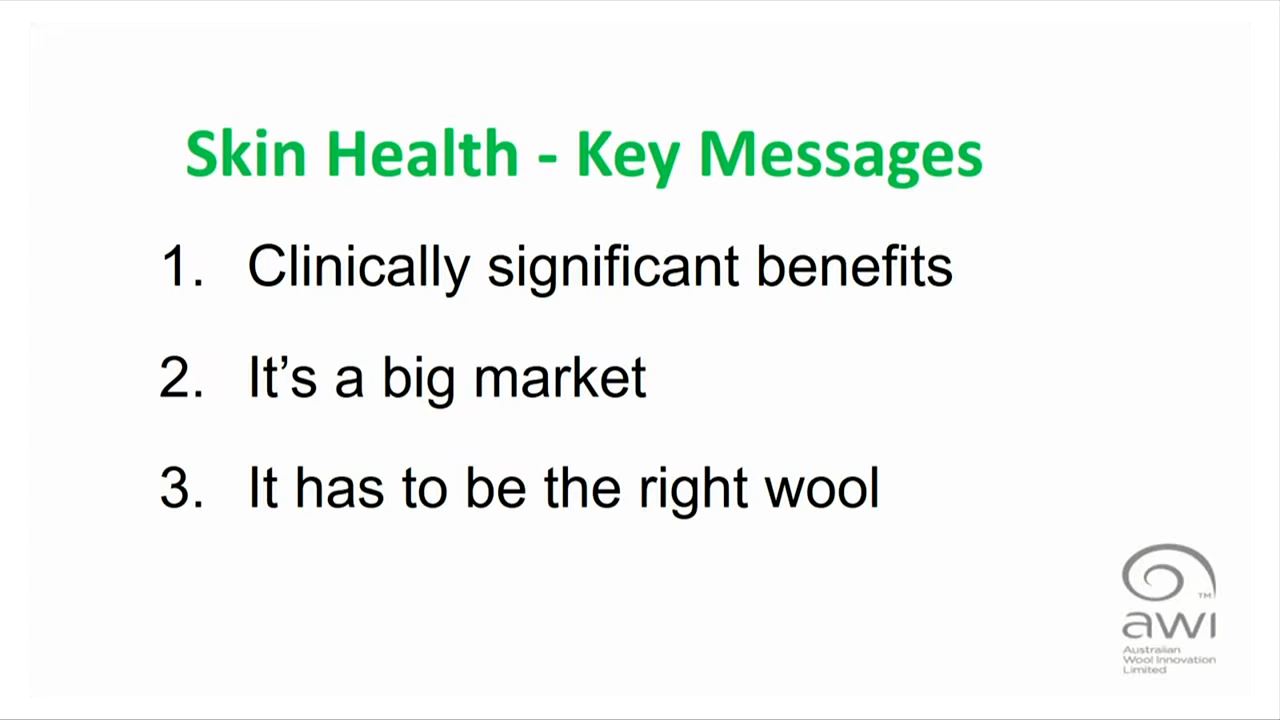 Skin Health - Key Messages
1. Clinically significant benefits
2. It’s a big market
3. It has to be the right wool
TM
awi
Australian
Wool Innovation
Limited